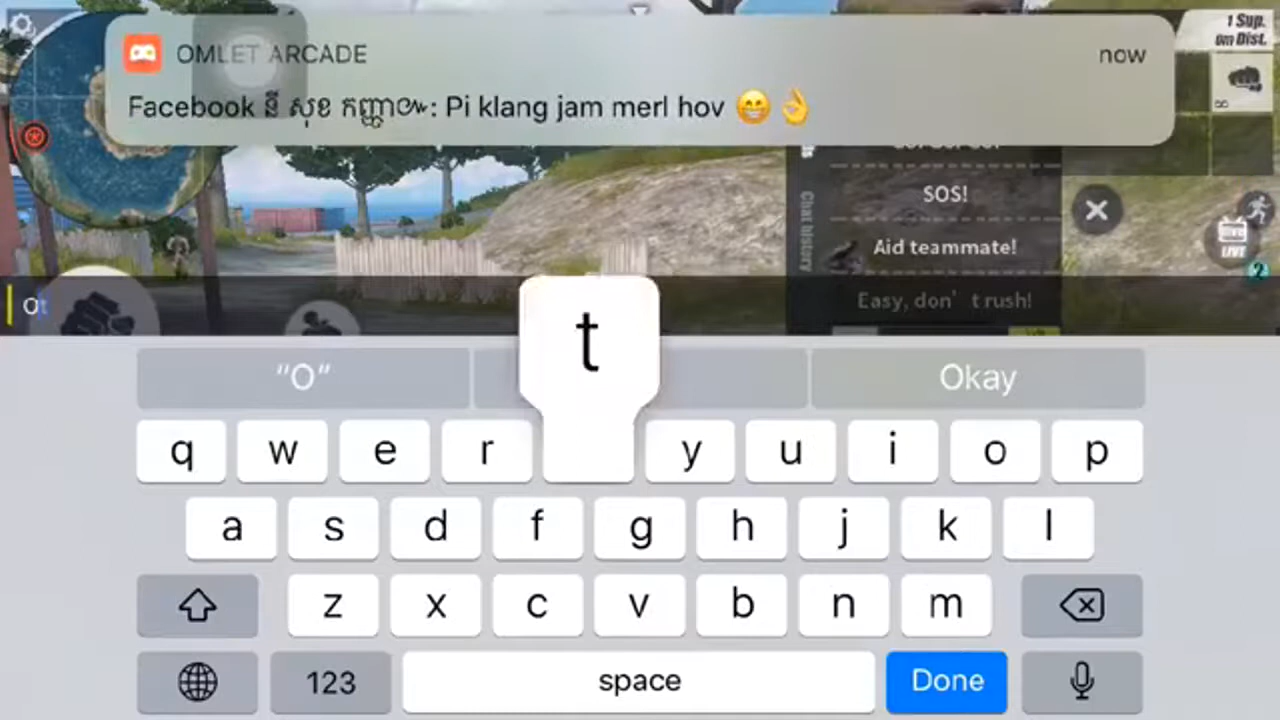 OMLET ARCADE
now
Facebook នី សុខ កញ្ញា៚: Pi klang jam merl hov 😁👌
1 Sup.
0m Dist.
SOS!
Chat history
Aid teammate!
LIVE
2
Easy, don't rush!
ot
t
"O"
Okay
q w e r y u i o p
a s d f g h j k l
z x c v b n m
123
space
Done